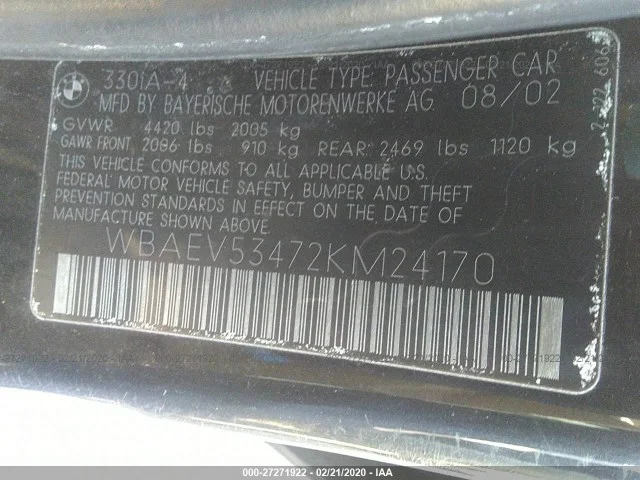 330iA-4 VEHICLE TYPE: PASSENGER CAR
MFD BY BAYERISCHE MOTORENWERKE AG 08/02
GVWR 4420 lbs 2005 kg
GAWR FRONT 2006 lbs 910 kg REAR: 2469 lbs 1120 kg
THIS VEHICLE CONFORMS TO ALL APPLICABLE U.S.
FEDERAL MOTOR VEHICLE SAFETY, BUMPER AND THEFT
PREVENTION STANDARDS IN EFFECT ON THE DATE OF
MANUFACTURE SHOWN ABOVE.
WBAEV53472KM24170
000-27271922 - 02/21/2020 - IAA